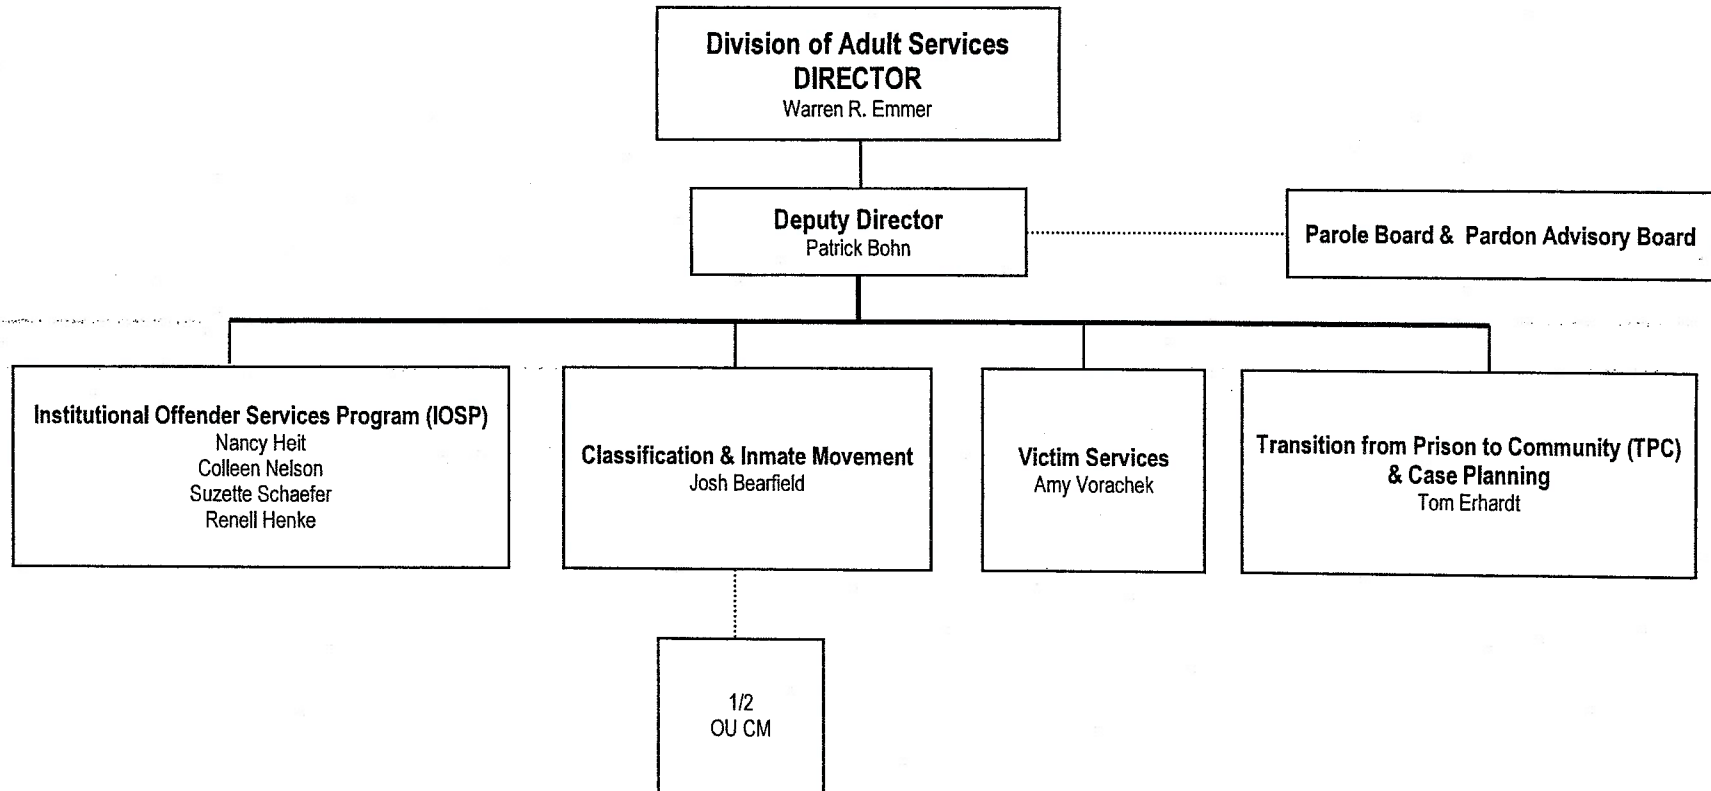 Division of Adult Services
DIRECTOR
Warren R. Emmer
Deputy Director
Patrick Bohn
Parole Board & Pardon Advisory Board
Institutional Offender Services Program (IOSP)
Nancy Heit
Colleen Nelson
Suzette Schaefer
Renell Henke
Classification & Inmate Movement
Josh Bearfield
Victim Services
Amy Vorachek
Transition from Prison to Community (TPC)
& Case Planning
Tom Erhardt
1/2
OU CM